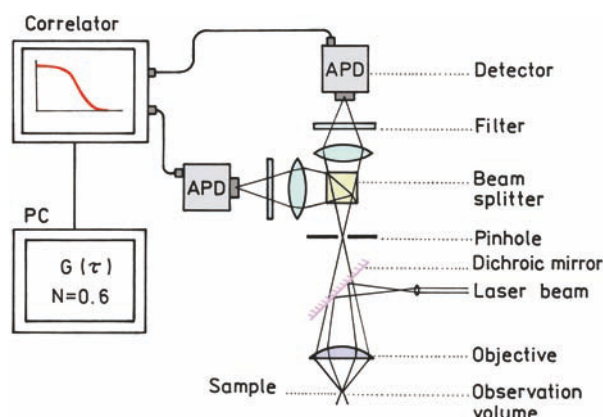 Correlator
APD
Detector
Filter
APD
Beam
splitter
PC
G(τ)
N=0.6
Pinhole
Dichroic mirror
Laser beam
Objective
Sample
Observation
volume